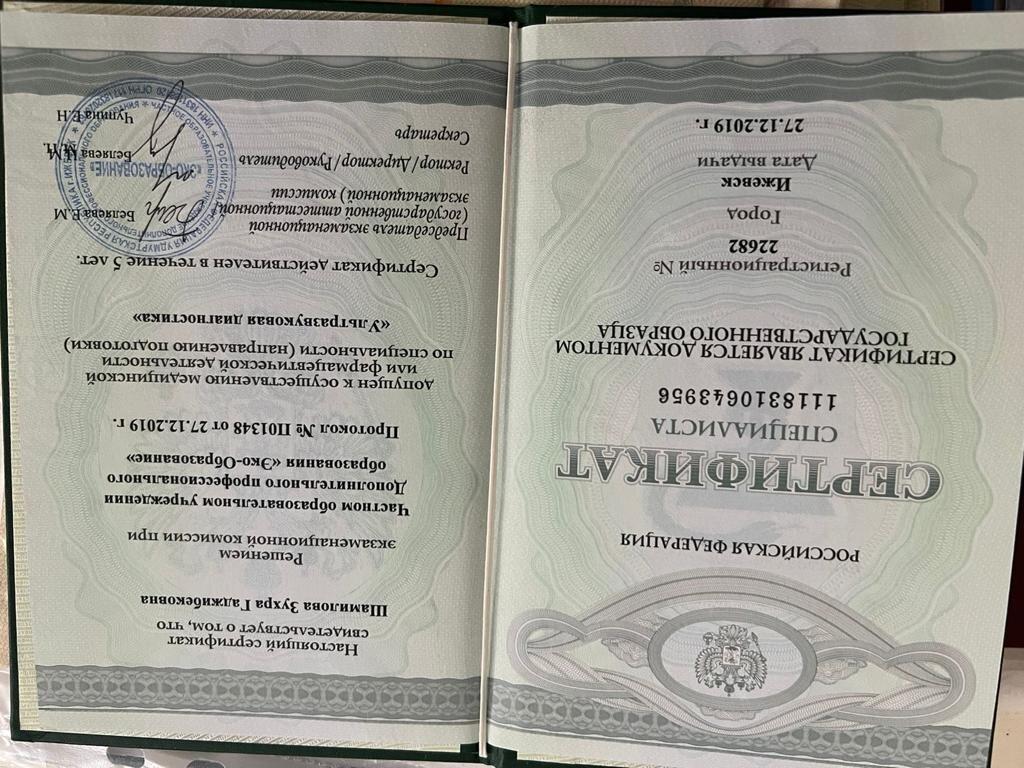 РОССИЙСКАЯ ФЕДЕРАЦИЯ
СЕРТИФИКАТ
СПЕЦИАЛИСТА
1118310643956
СЕРТИФИКАТ ЯВЛЯЕТСЯ ДОКУМЕНТОМ
ГОСУДАРСТВЕННОГО ОБРАЗЦА
Регистрационный №
22682
Город
Ижевск
Дата выдачи
27.12.2019 г.
Настоящий сертификат
свидетельствует о том, что
Шамилова Зухра Гаджибековна
Решением
экзаменационной комиссии при
Частном образовательном учреждении
Дополнительного профессионального
образования «Эко-Образование»
Протокол № П01348 от 27.12.2019 г.
допущен к осуществлению медицинской
или фармацевтической деятельности
по специальности (направлению подготовки)
«Ультразвуковая диагностика»
Сертификат действителен в течение 5 лет.
Председатель экзаменационной
(государственной аттестационной,
экзаменационной) комиссии
Беляева Е.М
Ректор/Директор/Руководитель
Беляева
Секретарь
Чупина Е.Н
«ЭКО-ОБРАЗОВАНИЕ»